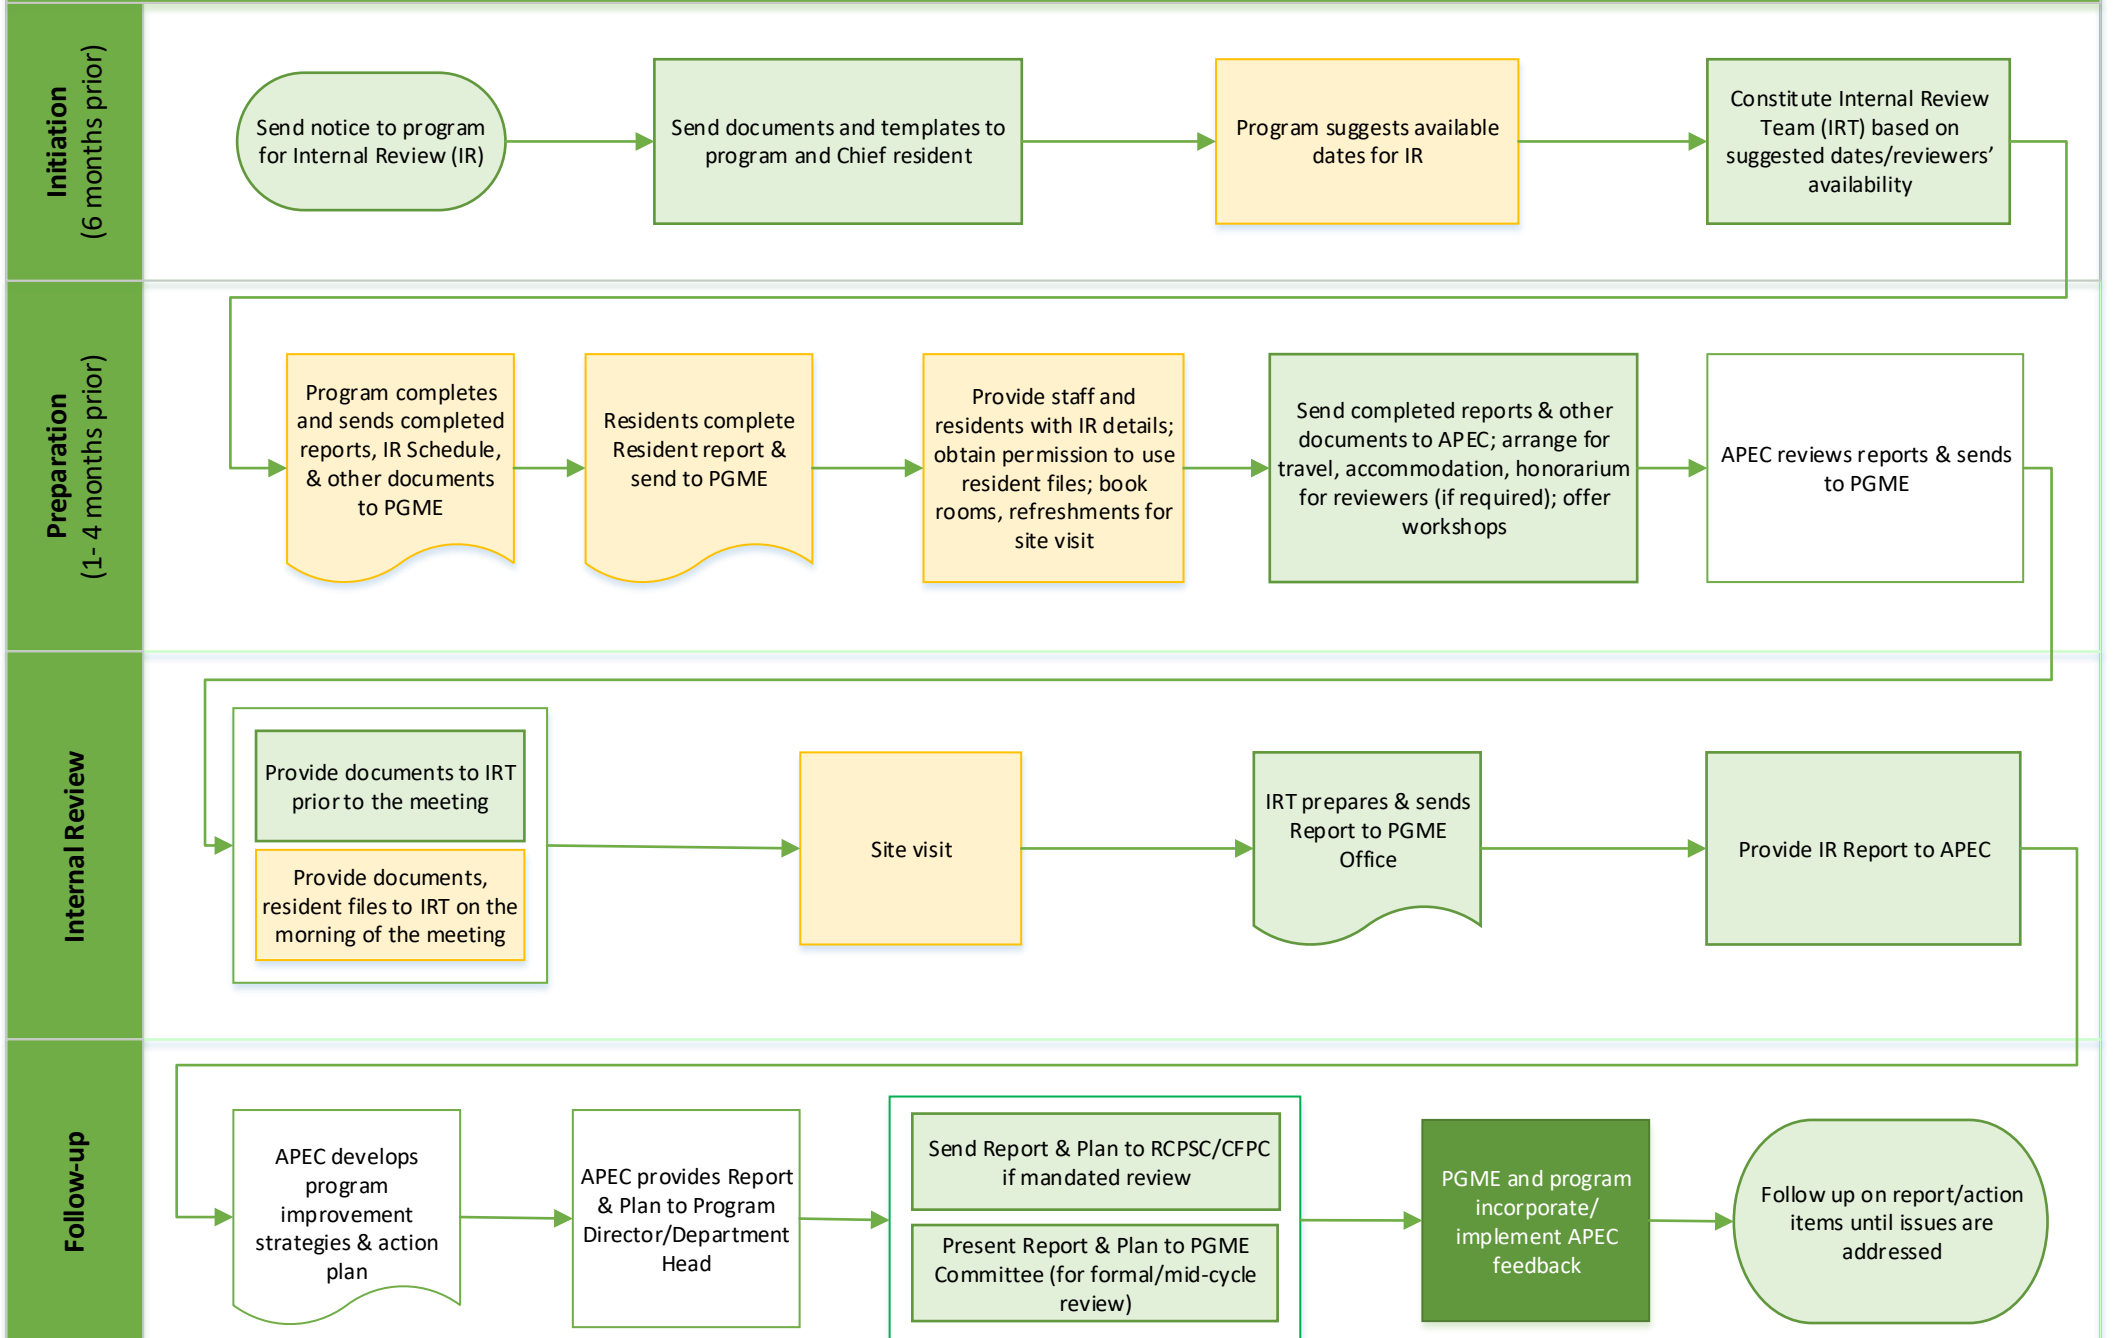 Initiation
(6 months prior)
Send notice to program
for Internal Review (IR)
Send documents and templates to
program and Chief resident
Program suggests available
dates for IR
Constitute Internal Review
Team (IRT) based on
suggested dates/reviewers’
availability
Preparation
(1- 4 months prior)
Program completes
and sends completed
reports, IR Schedule,
& other documents
to PGME
Residents complete
Resident report &
send to PGME
Provide staff and
residents with IR details;
obtain permission to use
resident files; book
rooms, refreshments for
site visit
Send completed reports & other
documents to APEC; arrange for
travel, accommodation, honorarium
for reviewers (if required); offer
workshops
APEC reviews reports & sends
to PGME
Internal Review
Provide documents to IRT
prior to the meeting
Provide documents,
resident files to IRT on the
morning of the meeting
Site visit
IRT prepares & sends
Report to PGME
Office
Provide IR Report to APEC
Follow-up
APEC develops
program
improvement
strategies & action
plan
APEC provides Report
& Plan to Program
Director/Department
Head
Send Report & Plan to RCPSC/CFPC
if mandated review
Present Report & Plan to PGME
Committee (for formal/mid-cycle
review)
PGME and program
incorporate/
implement APEC
feedback
Follow up on report/action
items until issues are
addressed